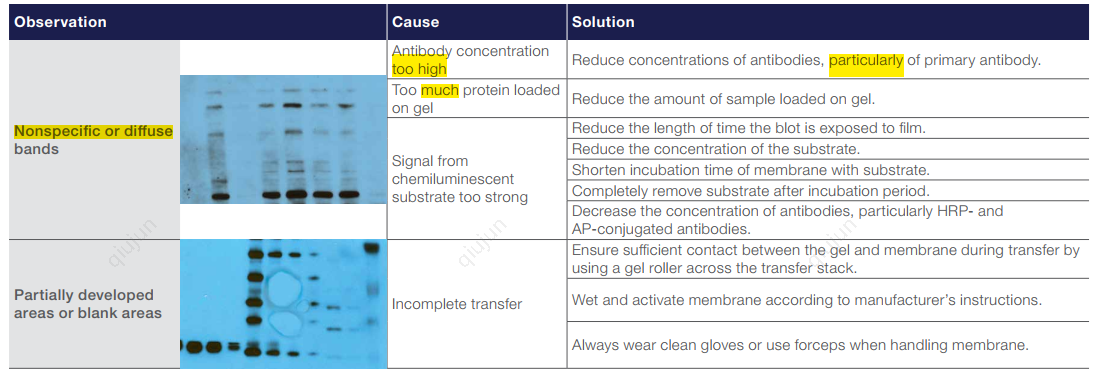 Observation
Cause
Solution
Nonspecific or diffuse
bands
Antibody concentration
too high
Reduce concentrations of antibodies, particularly of primary antibody.
Too much protein loaded
on gel
Reduce the amount of sample loaded on gel.
Signal from
chemiluminescent
substrate too strong
Reduce the length of time the blot is exposed to film.
Reduce the concentration of the substrate.
Shorten incubation time of membrane with substrate.
Completely remove substrate after incubation period.
Decrease the concentration of antibodies, particularly HRP- and
AP-conjugated antibodies.
Partially developed
areas or blank areas
Incomplete transfer
Ensure sufficient contact between the gel and membrane during transfer by
using a gel roller across the transfer stack.
Wet and activate membrane according to manufacturer’s instructions.
Always wear clean gloves or use forceps when handling membrane.
qiujun
qiujun
qiujun